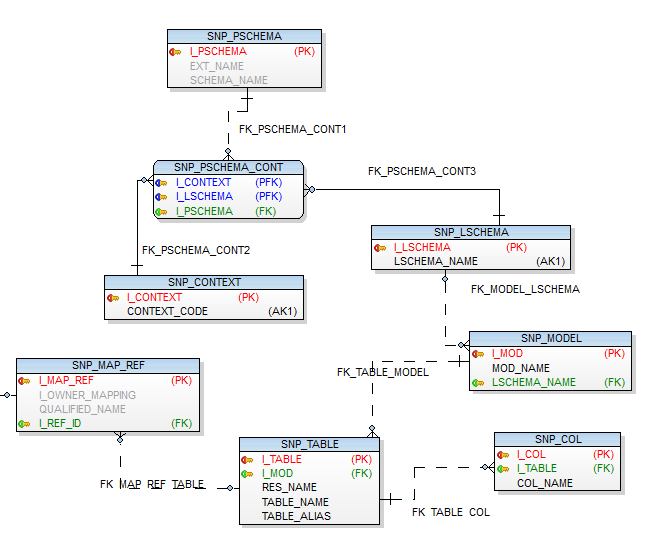 SNP_PSCHEMA
I_PSCHEMA (PK)
EXT_NAME
SCHEMA_NAME
FK_PSCHEMA_CONT1
SNP_PSCHEMA_CONT
I_CONTEXT (PFK)
I_LSCHEMA (PFK)
I_PSCHEMA (FK)
FK_PSCHEMA_CONT3
SNP_LSCHEMA
I_LSCHEMA (PK)
LSCHEMA_NAME (AK1)
FK_PSCHEMA_CONT2
SNP_CONTEXT
I_CONTEXT (PK)
CONTEXT_CODE (AK1)
FK_MODEL_LSCHEMA
SNP_MODEL
I_MOD (PK)
MOD_NAME
LSCHEMA_NAME (FK)
SNP_MAP_REF
I_MAP_REF (PK)
I_OWNER_MAPPING
QUALIFIED_NAME
I_REF_ID (FK)
FK_TABLE_MODEL
SNP_TABLE
I_TABLE (PK)
I_MOD (FK)
RES_NAME
TABLE_NAME
TABLE_ALIAS
SNP_COL
I_COL (PK)
I_TABLE (FK)
COL_NAME
FK_MAP_REF_TABLE
FK_TABLE_COL